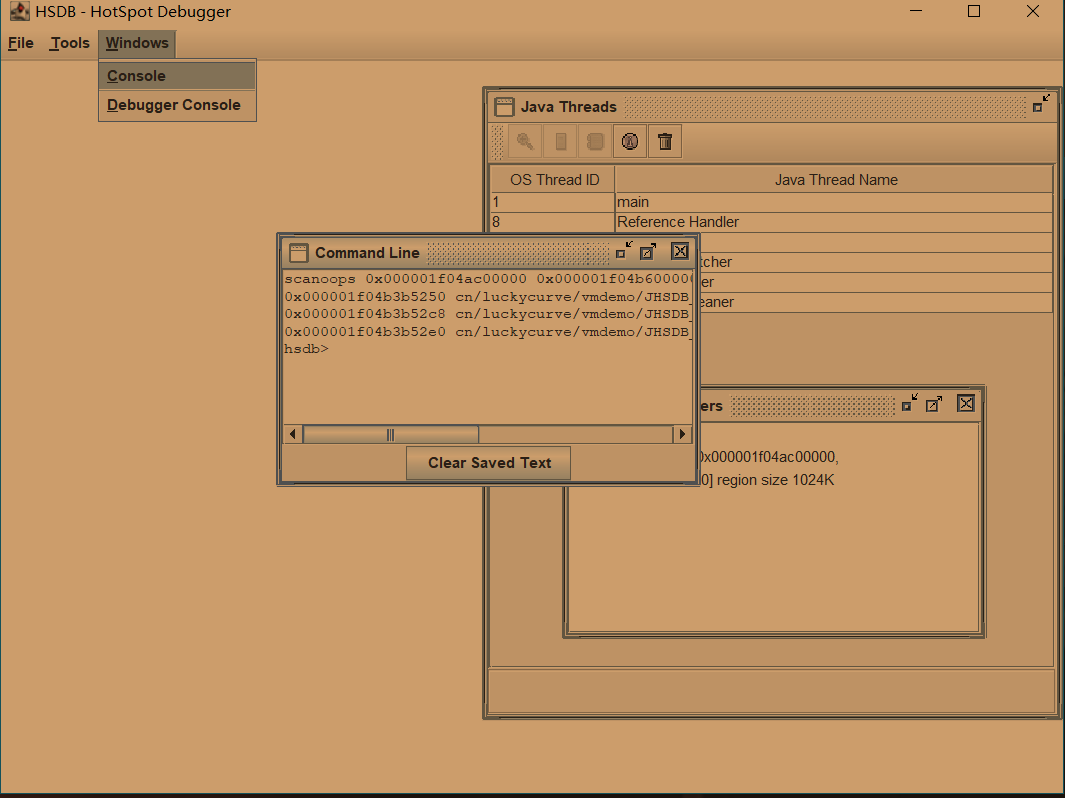 HSDB - HotSpot Debugger
File Tools Windows
Console
Debugger Console
Java Threads
OS Thread ID Java Thread Name
1 main
8 Reference Handler
Command Line
scanoops 0x000001f04ac00000 0x000001f04b600000
0x000001f04b3b5250 cn/luckycurve/vmdemo/JHSDB_
0x000001f04b3b52c8 cn/luckycurve/vmdemo/JHSDB_
0x000001f04b3b52e0 cn/luckycurve/vmdemo/JHSDB_
hsdb>
Clear Saved Text
tcher
er
eaner
ers
0x000001f04ac00000,
0] region size 1024K